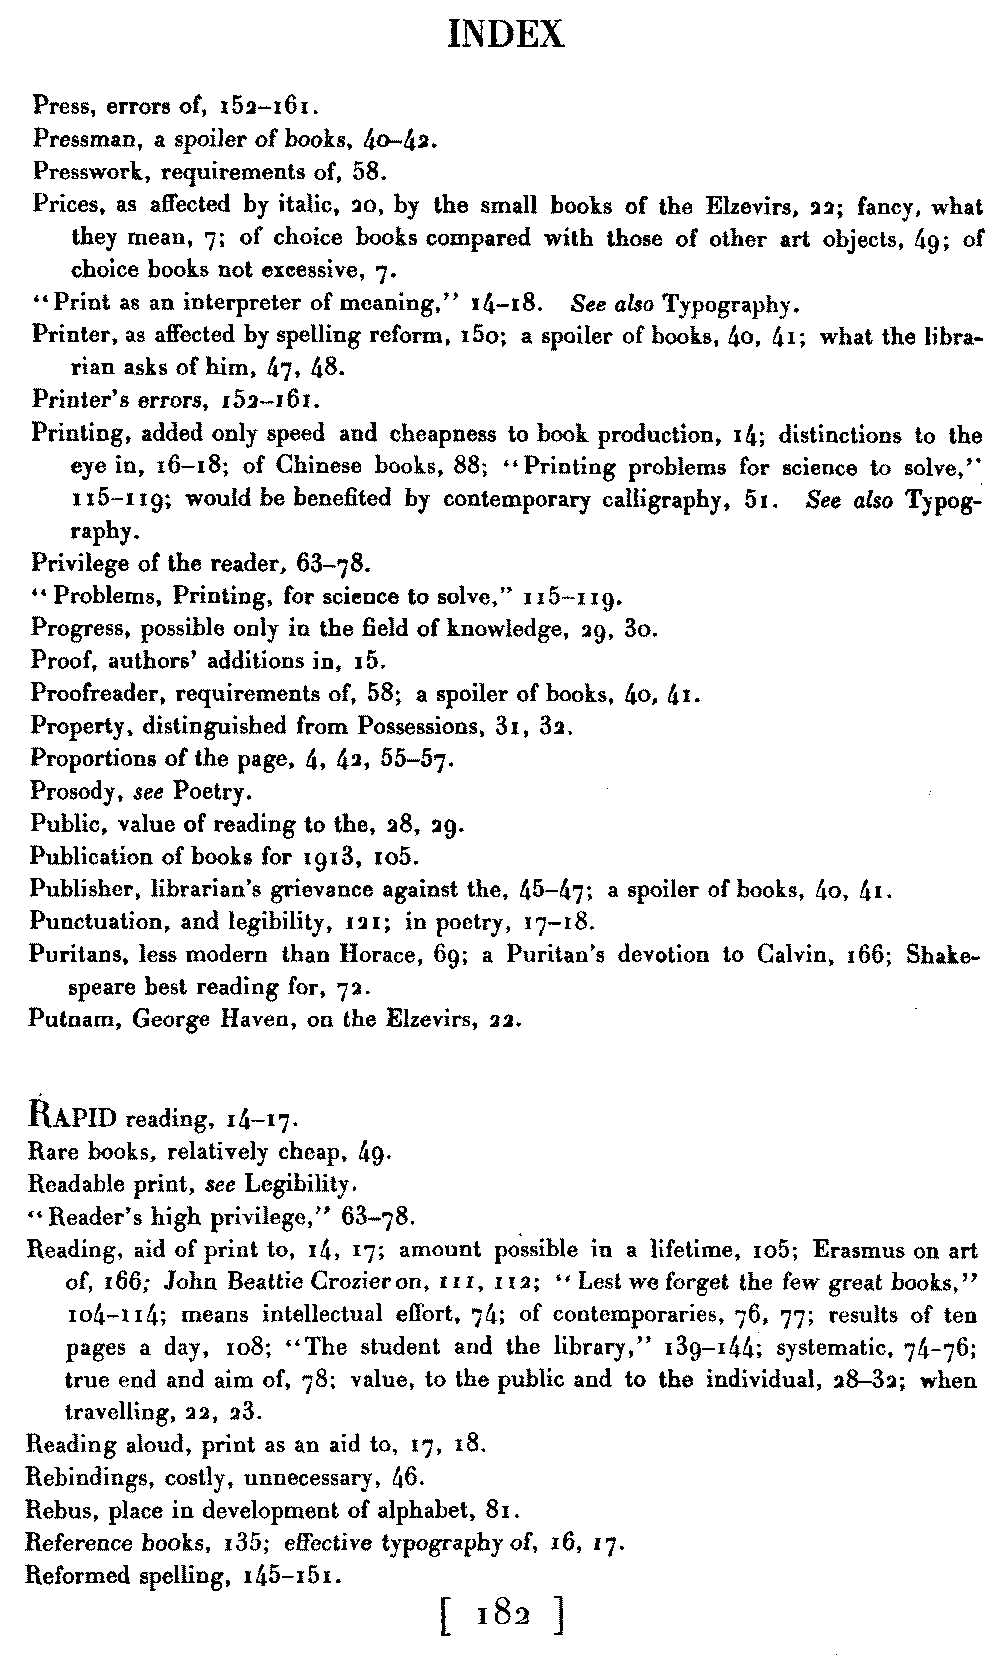 INDEX
Press, errors of, 152–161.
Pressman, a spoiler of books, 40–42.
Presswork, requirements of, 58.
Prices, as affected by italic, 20, by the small books of the Elzevirs, 22; fancy, what
they mean, 7; of choice books compared with those of other art objects, 49; of
choice books not excessive, 7.
“Print as an interpreter of meaning,” 14–18. See also Typography.
Printer, as affected by spelling reform, 150; a spoiler of books, 40, 41; what the libra-
rian asks of him, 47, 48.
Printer's errors, 152–161.
Printing, added only speed and cheapness to book production, 14; distinctions to the
eye in, 16–18; of Chinese books, 88; “Printing problems for science to solve,”
115–119; would be benefited by contemporary calligraphy, 51. See also Typog-
raphy.
Privilege of the reader, 63–78.
“Problems, Printing, for science to solve,” 115–119.
Progress, possible only in the field of knowledge, 29, 30.
Proof, authors' additions in, 15.
Proofreader, requirements of, 58; a spoiler of books, 40, 41.
Property, distinguished from Possessions, 31, 32.
Proportions of the page, 4, 42, 55–57.
Prosody, see Poetry.
Public, value of reading to the, 28, 29.
Publication of books for 1913, 105.
Publisher, librarian's grievance against the, 45–47; a spoiler of books, 40, 41.
Punctuation, and legibility, 121; in poetry, 17–18.
Puritans, less modern than Horace, 69; a Puritan's devotion to Calvin, 166; Shake-
speare best reading for, 72.
Putnam, George Haven, on the Elzevirs, 22.
RAPID reading, 14–17.
Rare books, relatively cheap, 49.
Readable print, see Legibility.
“Reader's high privilege,” 63–78.
Reading, aid of print to, 14, 17; amount possible in a lifetime, 105; Erasmus on art
of, 166; John Beattie Crozier on, 111, 112; “Lest we forget the few great books,”
104–114; means intellectual effort, 74; of contemporaries, 76, 77; results of ten
pages a day, 108; “The student and the library,” 139–144; systematic, 74–76;
true end and aim of, 78; value, to the public and to the individual, 28–32; when
travelling, 22, 23.
Reading aloud, print as an aid to, 17, 18.
Rebindings, costly, unnecessary, 46.
Rebus, place in development of alphabet, 81.
Reference books, 135; effective typography of, 16, 17.
Reformed spelling, 145–151.
[ 182 ]